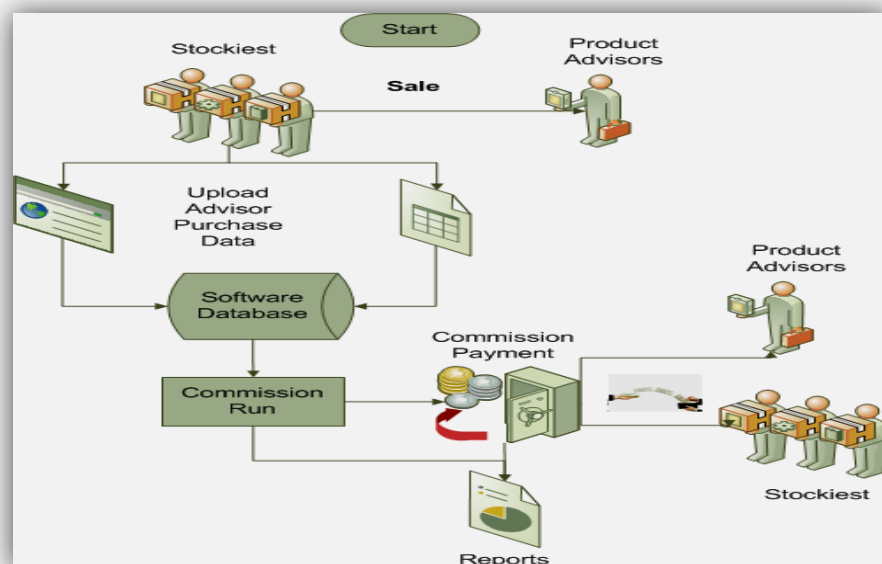 Start
Stockiest
Product
Advisors
Sale
Upload
Advisor
Purchase
Data
Product
Advisors
Software
Database
Commission
Payment
Commission
Run
Stockiest
Reports